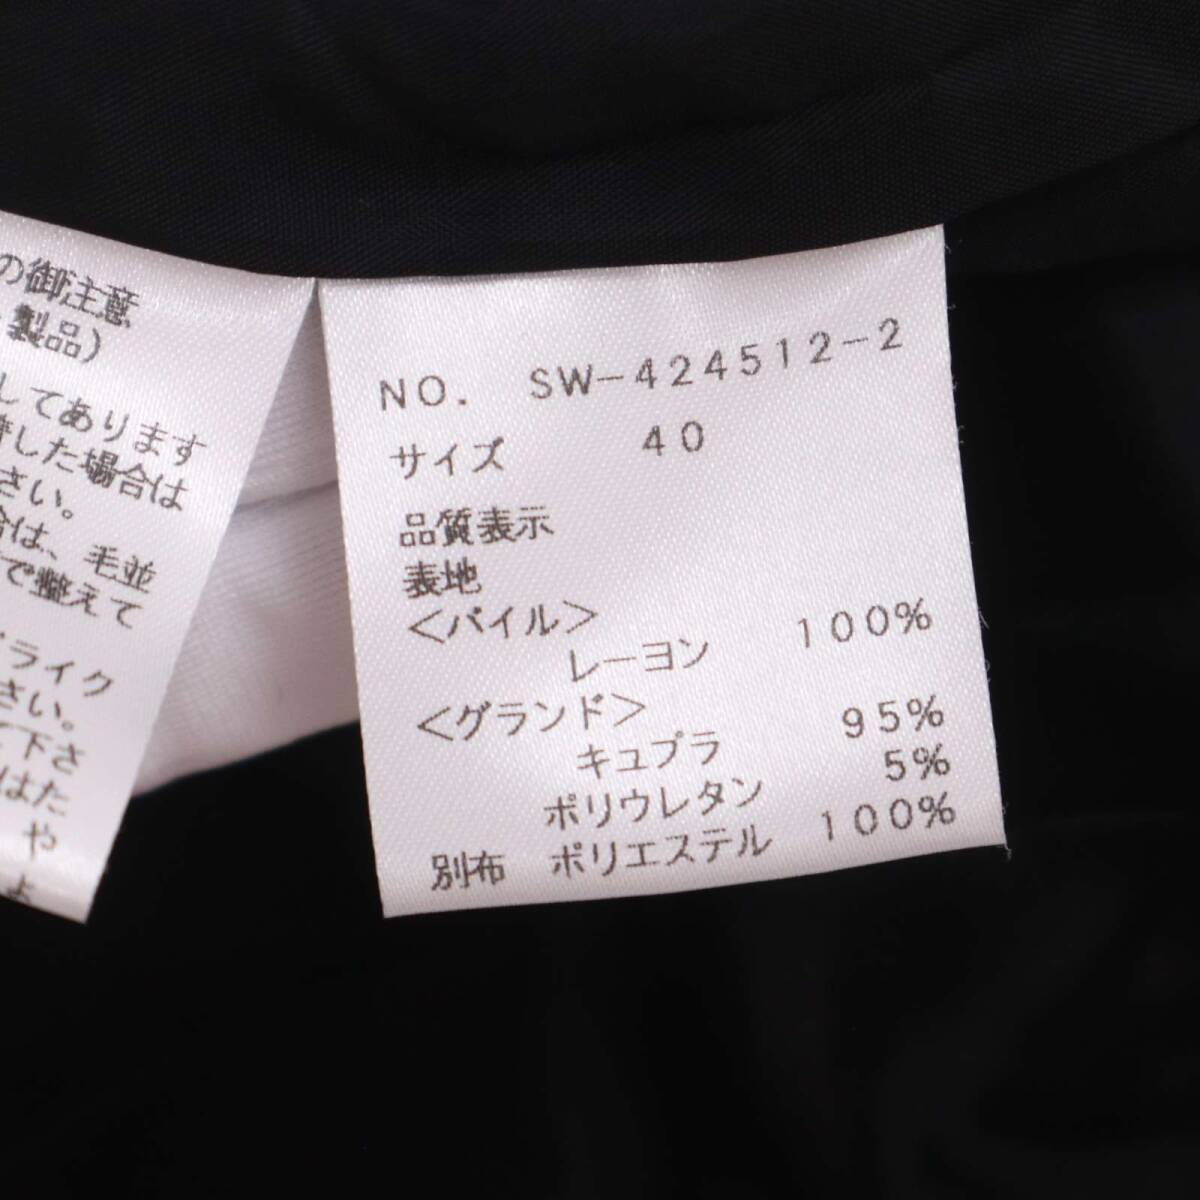 の御注意
製品）
してあります
した場合は
さい。
合は、毛並
で整えて
ライク
さい。
て下さ
はた
や
よ
NO. SW-424512-2
サイズ 40
品質表示
表地
＜パイル＞
レーヨン 100%
＜グランド＞
キュプラ 95%
ポリウレタン 5%
別布 ポリエステル 100%